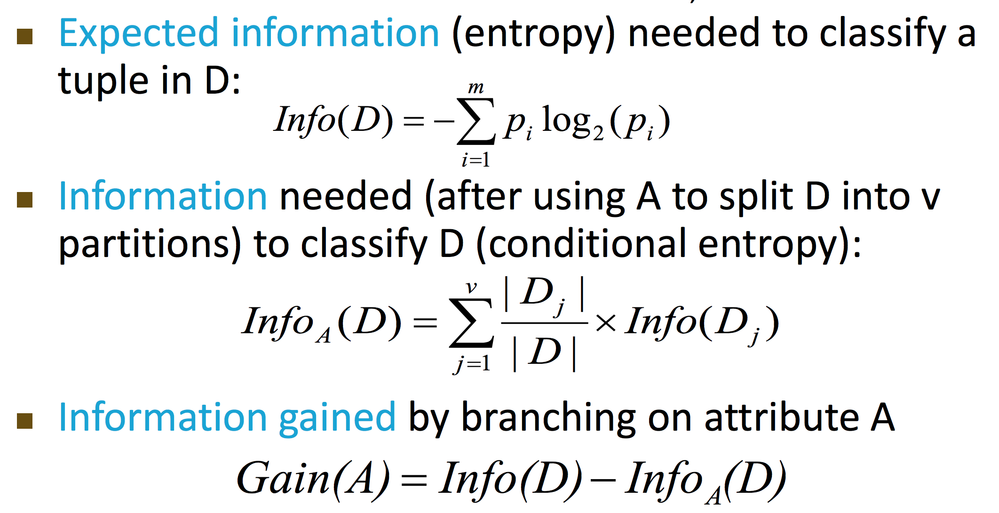 ■ Expected information (entropy) needed to classify a
tuple in D:
Info(D) = −∑_{i=1}^{m} p_i log_2(p_i)
■ Information needed (after using A to split D into v
partitions) to classify D (conditional entropy):
Info_A(D) = ∑_{j=1}^{v} |D_j| / |D| × Info(D_j)
■ Information gained by branching on attribute A
Gain(A) = Info(D) − Info_A(D)